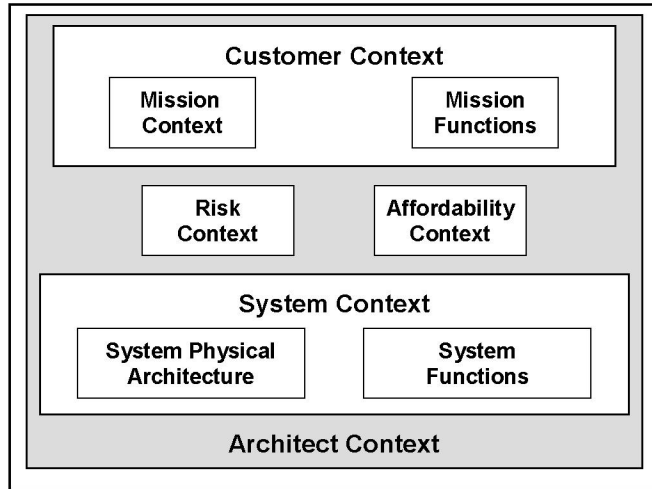 Customer Context
Mission
Context
Mission
Functions
Risk
Context
Affordability
Context
System Context
System Physical
Architecture
System
Functions
Architect Context